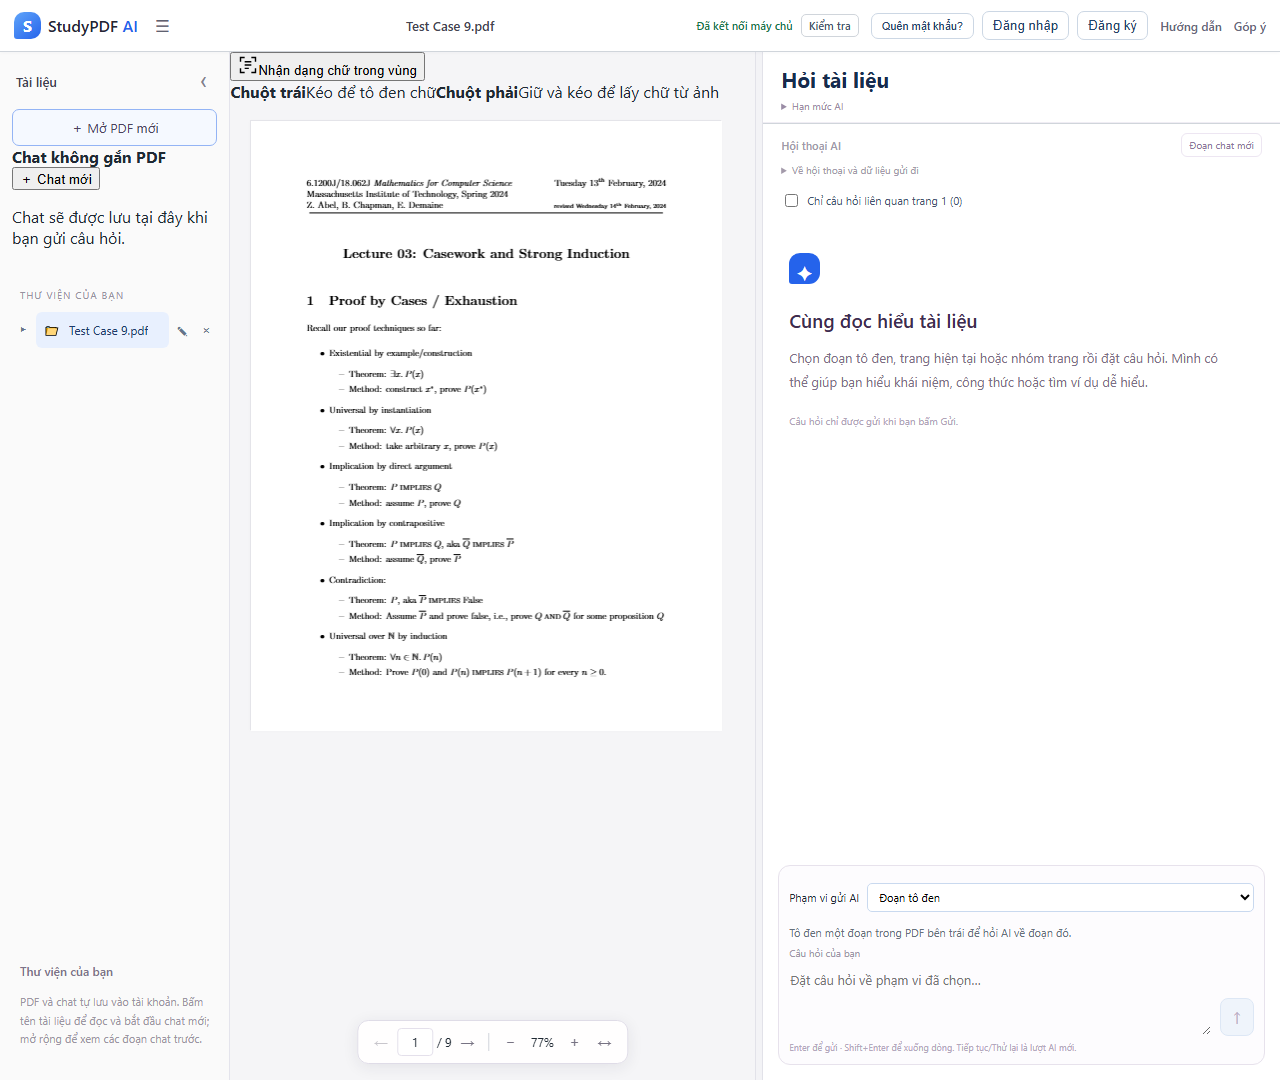 S StudyPDF AI ☰
Test Case 9.pdf
Đã kết nối máy chủ Kiểm tra Quên mật khẩu? Đăng nhập Đăng ký Hướng dẫn Góp ý
Tài liệu ❮
+ Mở PDF mới
Chat không gắn PDF
+ Chat mới
Chat sẽ được lưu tại đây khi
bạn gửi câu hỏi.
THƯ VIỆN CỦA BẠN
Test Case 9.pdf ×
Thư viện của bạn
PDF và chat tự lưu vào tài khoản. Bấm
tên tài liệu để đọc và bắt đầu chat mới;
mở rộng để xem các đoạn chat trước.
Nhận dạng chữ trong vùng
Chuột tráiKéo để tô đen chữChuột phảiGiữ và kéo để lấy chữ từ ảnh
6.1200J/18.062J Mathematics for Computer Science Tuesday 13th February, 2024
Massachusetts Institute of Technology, Spring 2024
Z. Abel, B. Chapman, E. Demaine revised Wednesday 14th February, 2024
Lecture 03: Casework and Strong Induction
1 Proof by Cases / Exhaustion
Recall our proof techniques so far:
• Existential by example/construction
– Theorem: ∃x. P(x)
– Method: construct x*, prove P(x*)
• Universal by instantiation
– Theorem: ∀x. P(x)
– Method: take arbitrary x, prove P(x)
• Implication by direct argument
– Theorem: P IMPLIES Q
– Method: assume P, prove Q
• Implication by contrapositive
– Theorem: P IMPLIES Q, aka Q̅ IMPLIES P̅
– Method: assume Q̅, prove P̅
• Contradiction:
– Theorem: P, aka P̅ IMPLIES False
– Method: Assume P̅ and prove false, i.e., prove Q AND Q̅ for some proposition Q
• Universal over ℕ by induction
– Theorem: ∀n ∈ ℕ. P(n)
– Method: Prove P(0) and P(n) IMPLIES P(n + 1) for every n ≥ 0.
← 1 / 9 → − 77% + ↔
Hỏi tài liệu
▶ Hạn mức AI
Hội thoại AI Đoạn chat mới
▶ Về hội thoại và dữ liệu gửi đi
Chỉ câu hỏi liên quan trang 1 (0)
Cùng đọc hiểu tài liệu
Chọn đoạn tô đen, trang hiện tại hoặc nhóm trang rồi đặt câu hỏi. Mình có
thể giúp bạn hiểu khái niệm, công thức hoặc tìm ví dụ dễ hiểu.
Câu hỏi chỉ được gửi khi bạn bấm Gửi.
Phạm vi gửi AI Đoạn tô đen
Tô đen một đoạn trong PDF bên trái để hỏi AI về đoạn đó.
Câu hỏi của bạn
Đặt câu hỏi về phạm vi đã chọn...
↑
Enter để gửi · Shift+Enter để xuống dòng. Tiếp tục/Thử lại là lượt AI mới.